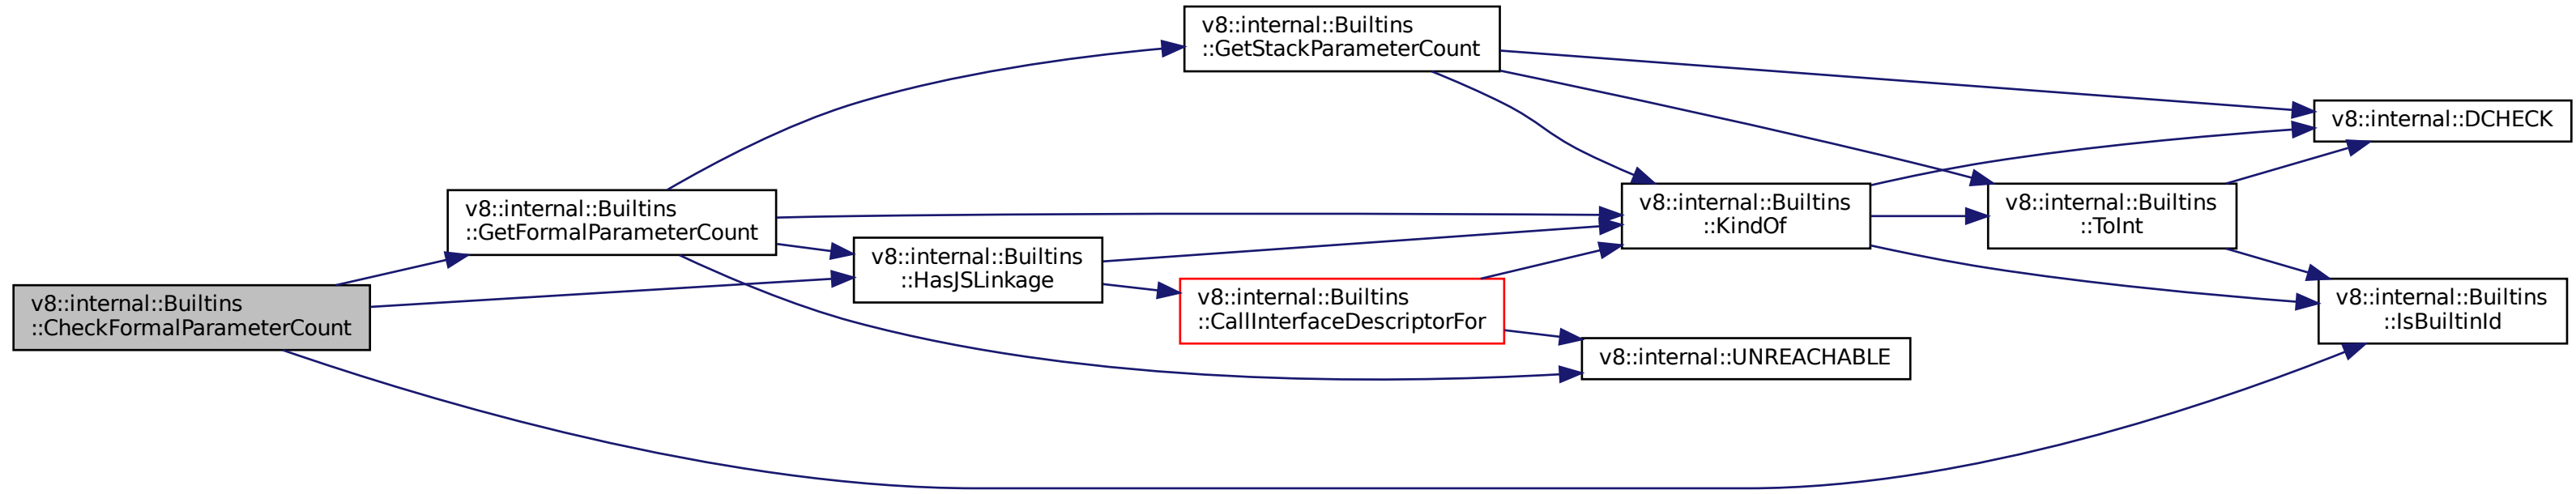 v8::internal::Builtins
::CheckFormalParameterCount
v8::internal::Builtins
::GetFormalParameterCount
v8::internal::Builtins
::GetStackParameterCount
v8::internal::Builtins
::HasJSLinkage
v8::internal::Builtins
::CallInterfaceDescriptorFor
v8::internal::Builtins
::KindOf
v8::internal::UNREACHABLE
v8::internal::Builtins
::ToInt
v8::internal::DCHECK
v8::internal::Builtins
::IsBuiltinId